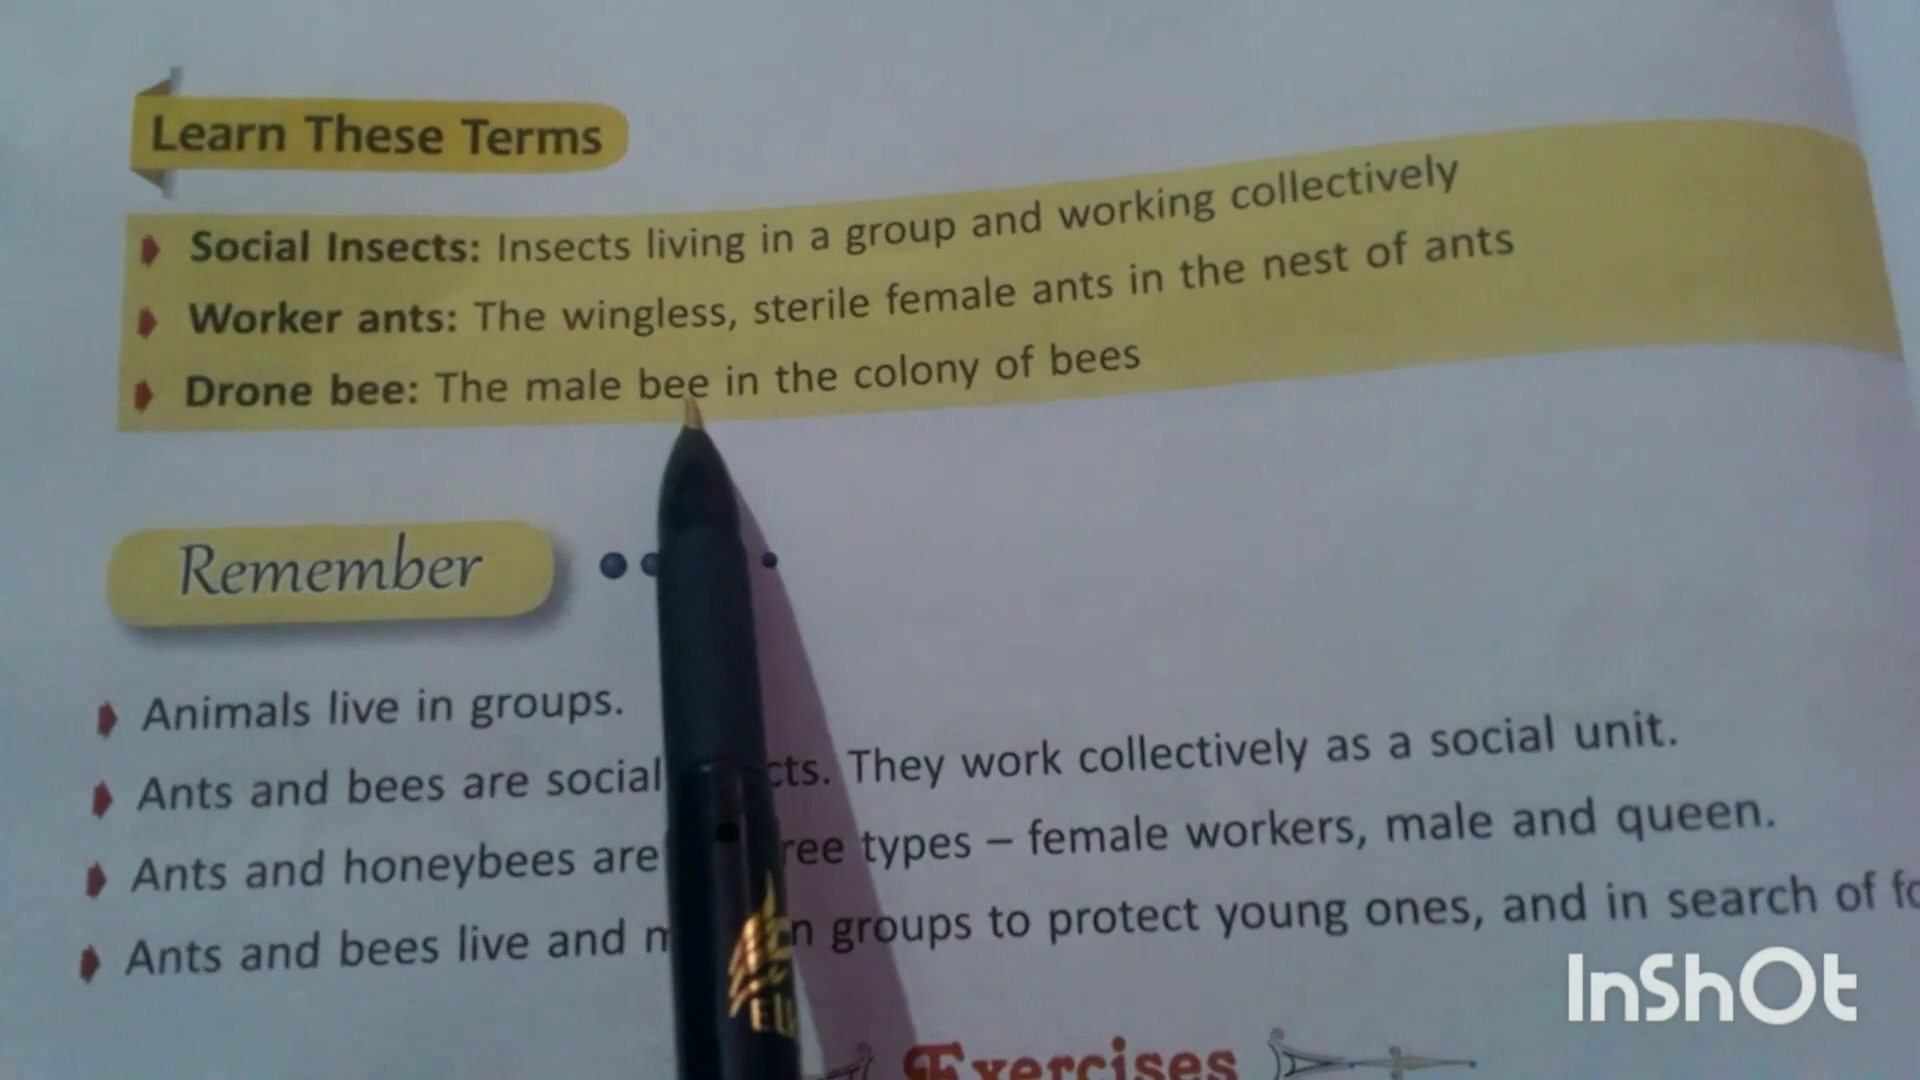 Learn These Terms
Social Insects: Insects living in a group and working collectively
Worker ants: The wingless, sterile female ants in the nest of ants
Drone bee: The male bee in the colony of bees
Remember
Animals live in groups.
Ants and bees are social cts. They work collectively as a social unit.
Ants and honeybees are ree types – female workers, male and queen.
Ants and bees live and n groups to protect young ones, and in search of
Exercises
InShOt